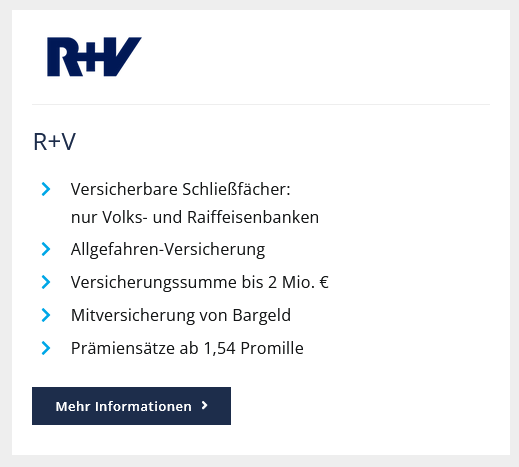 R+V
R+V
Versicherbare Schließfächer:
nur Volks- und Raiffeisenbanken
Allgefahren-Versicherung
Versicherungssumme bis 2 Mio. €
Mitversicherung von Bargeld
Prämiensätze ab 1,54 Promille
Mehr Informationen